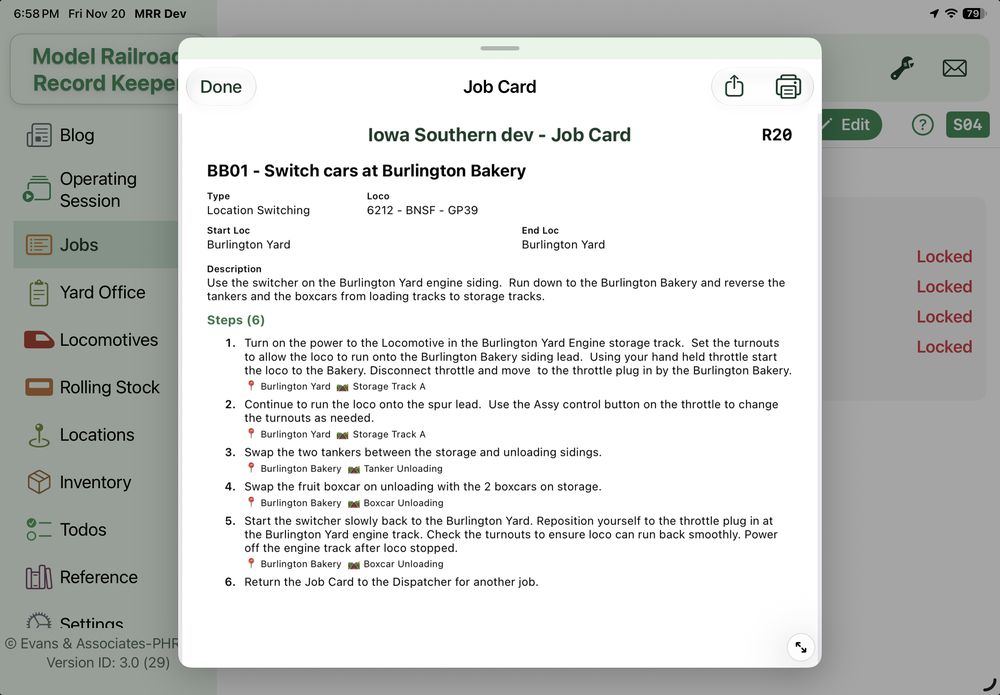 6:58 PM Fri Nov 20 MRR Dev
79
Model Railroad
Record Keeper
Done
Job Card
Edit
?
S04
Blog
Operating
Session
Jobs
Yard Office
Locomotives
Rolling Stock
Locations
Inventory
Todos
Reference
Settings
© Evans & Associates-PHR
Version ID: 3.0 (29)
Iowa Southern dev - Job Card
R20
BB01 - Switch cars at Burlington Bakery
Type Loco
Location Switching 6212 - BNSF - GP39
Start Loc End Loc
Burlington Yard Burlington Yard
Description
Use the switcher on the Burlington Yard engine siding.  Run down to the Burlington Bakery and reverse the
tankers and the boxcars from loading tracks to storage tracks.
Steps (6)
1. Turn on the power to the Locomotive in the Burlington Yard Engine storage track.  Set the turnouts
to allow the loco to run onto the Burlington Bakery siding lead.  Using your hand held throttle start
the loco to the Bakery. Disconnect throttle and move  to the throttle plug in by the Burlington Bakery.
Burlington Yard Storage Track A
2. Continue to run the loco onto the spur lead.  Use the Assy control button on the throttle to change
the turnouts as needed.
Burlington Yard Storage Track A
3. Swap the two tankers between the storage and unloading sidings.
Burlington Bakery Tanker Unloading
4. Swap the fruit boxcar on unloading with the 2 boxcars on storage.
Burlington Bakery Boxcar Unloading
5. Start the switcher slowly back to the Burlington Yard. Reposition yourself to the throttle plug in at
the Burlington Yard engine track. Check the turnouts to ensure loco can run back smoothly. Power
off the engine track after loco stopped.
Burlington Bakery Boxcar Unloading
6. Return the Job Card to the Dispatcher for another job.
Locked
Locked
Locked
Locked